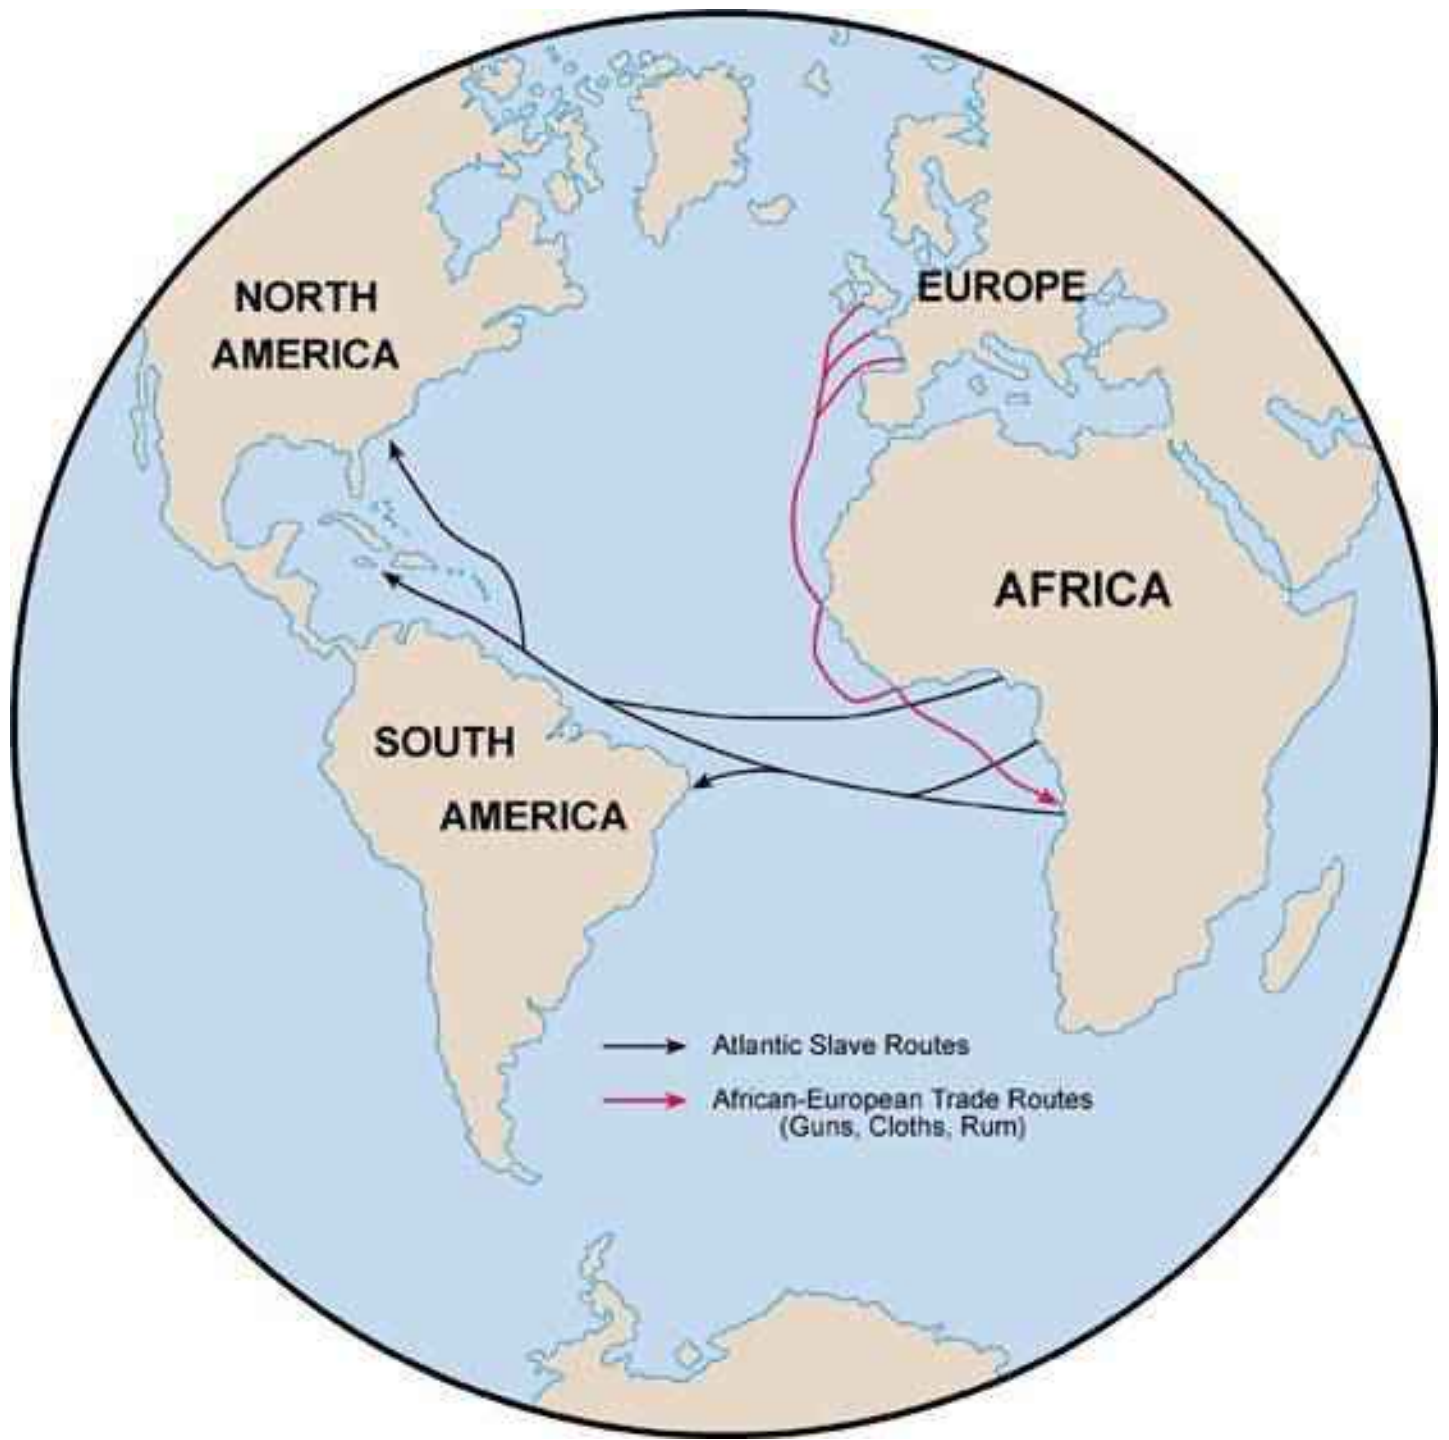 NORTH
AMERICA
EUROPE
AFRICA
SOUTH
AMERICA
Atlantic Slave Routes
African-European Trade Routes
(Guns, Cloths, Rum)